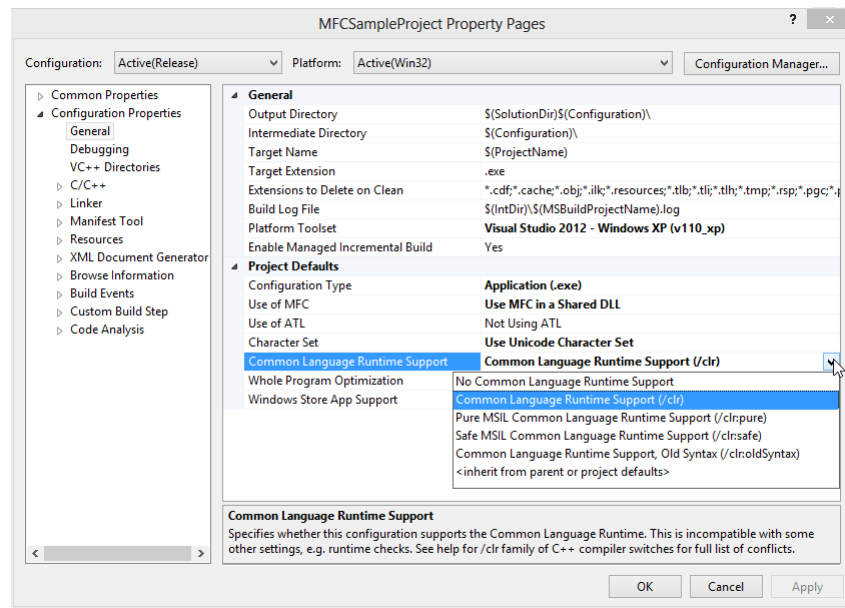 MFCSampleProject Property Pages
? ×
Configuration: Active(Release) Platform: Active(Win32) Configuration Manager...
Common Properties
Configuration Properties
General
Debugging
VC++ Directories
C/C++
Linker
Manifest Tool
Resources
XML Document Generator
Browse Information
Build Events
Custom Build Step
Code Analysis
General
Output Directory $(SolutionDir)$(Configuration)\
Intermediate Directory $(Configuration)\
Target Name $(ProjectName)
Target Extension .exe
Extensions to Delete on Clean *.cdf;*.cache;*.obj;*.ilk;*.resources;*.tlb;*.tli;*.tlh;*.tmp;*.rsp;*.pgc;*.
Build Log File $(IntDir)\$(MSBuildProjectName).log
Platform Toolset Visual Studio 2012 - Windows XP (v110_xp)
Enable Managed Incremental Build Yes
Project Defaults
Configuration Type Application (.exe)
Use of MFC Use MFC in a Shared DLL
Use of ATL Not Using ATL
Character Set Use Unicode Character Set
Common Language Runtime Support Common Language Runtime Support (/clr)
Whole Program Optimization
Windows Store App Support
No Common Language Runtime Support
Common Language Runtime Support (/clr)
Pure MSIL Common Language Runtime Support (/clr:pure)
Safe MSIL Common Language Runtime Support (/clr:safe)
Common Language Runtime Support, Old Syntax (/clr:oldSyntax)
<inherit from parent or project defaults>
Common Language Runtime Support
Specifies whether this configuration supports the Common Language Runtime. This is incompatible with some
other settings, e.g. runtime checks. See help for /clr family of C++ compiler switches for full list of conflicts.
OK Cancel Apply